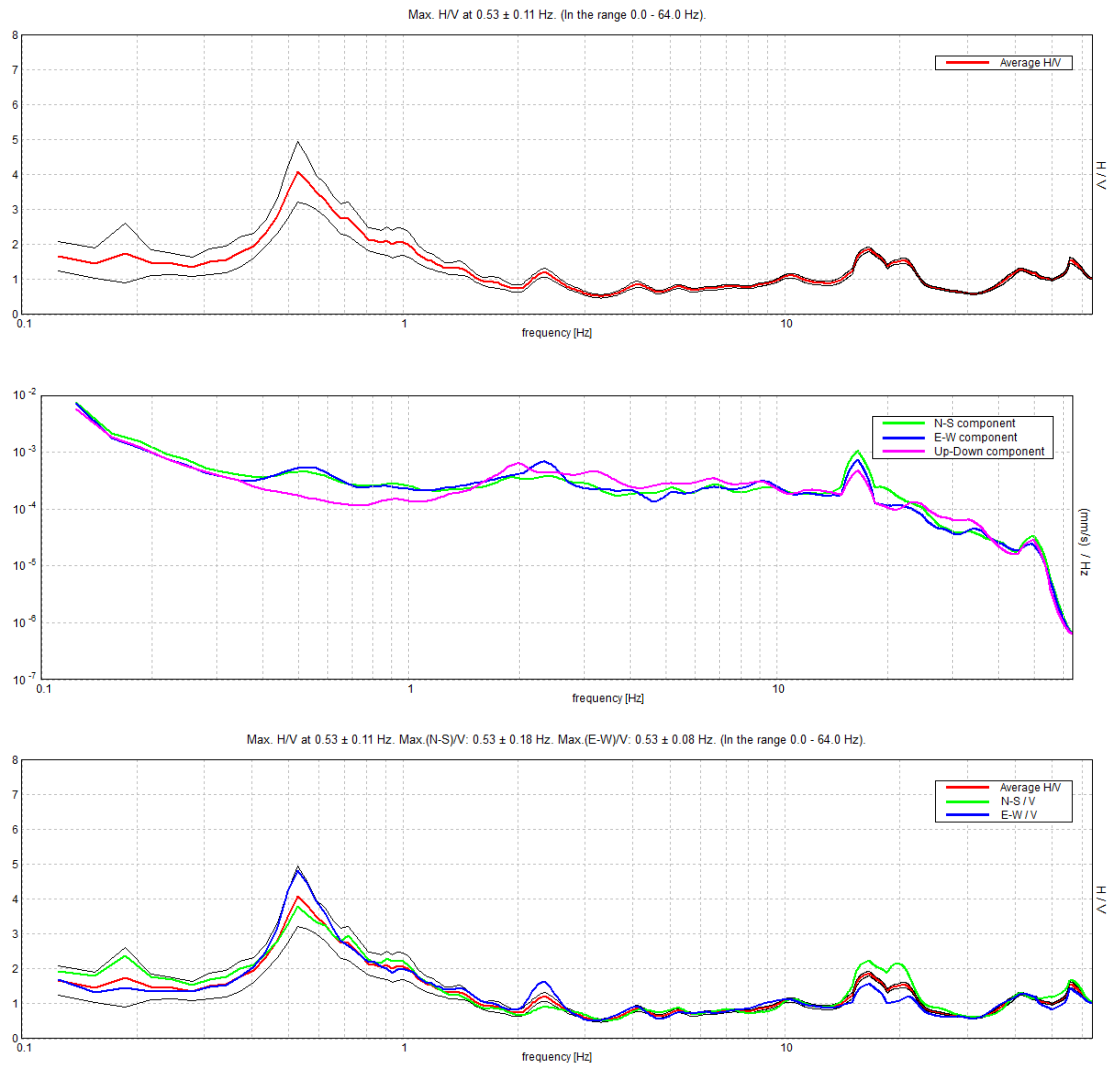 Max. H/V at 0.53 ± 0.11 Hz. (In the range 0.0 - 64.0 Hz).
8
7
6
5
4
3
2
1
0
Average H/V
H / V
0.1
1
10
frequency [Hz]
10 -2
10 -3
10 -4
10 -5
10 -6
10 -7
N-S component
E-W component
Up-Down component
(mm/s) / Hz
0.1
1
10
frequency [Hz]
Max. H/V at 0.53 ± 0.11 Hz. Max.(N-S)/V: 0.53 ± 0.18 Hz. Max.(E-W)/V: 0.53 ± 0.08 Hz. (In the range 0.0 - 64.0 Hz).
8
7
6
5
4
3
2
1
0
Average H/V
N-S / V
E-W / V
H / V
0.1
1
10
frequency [Hz]